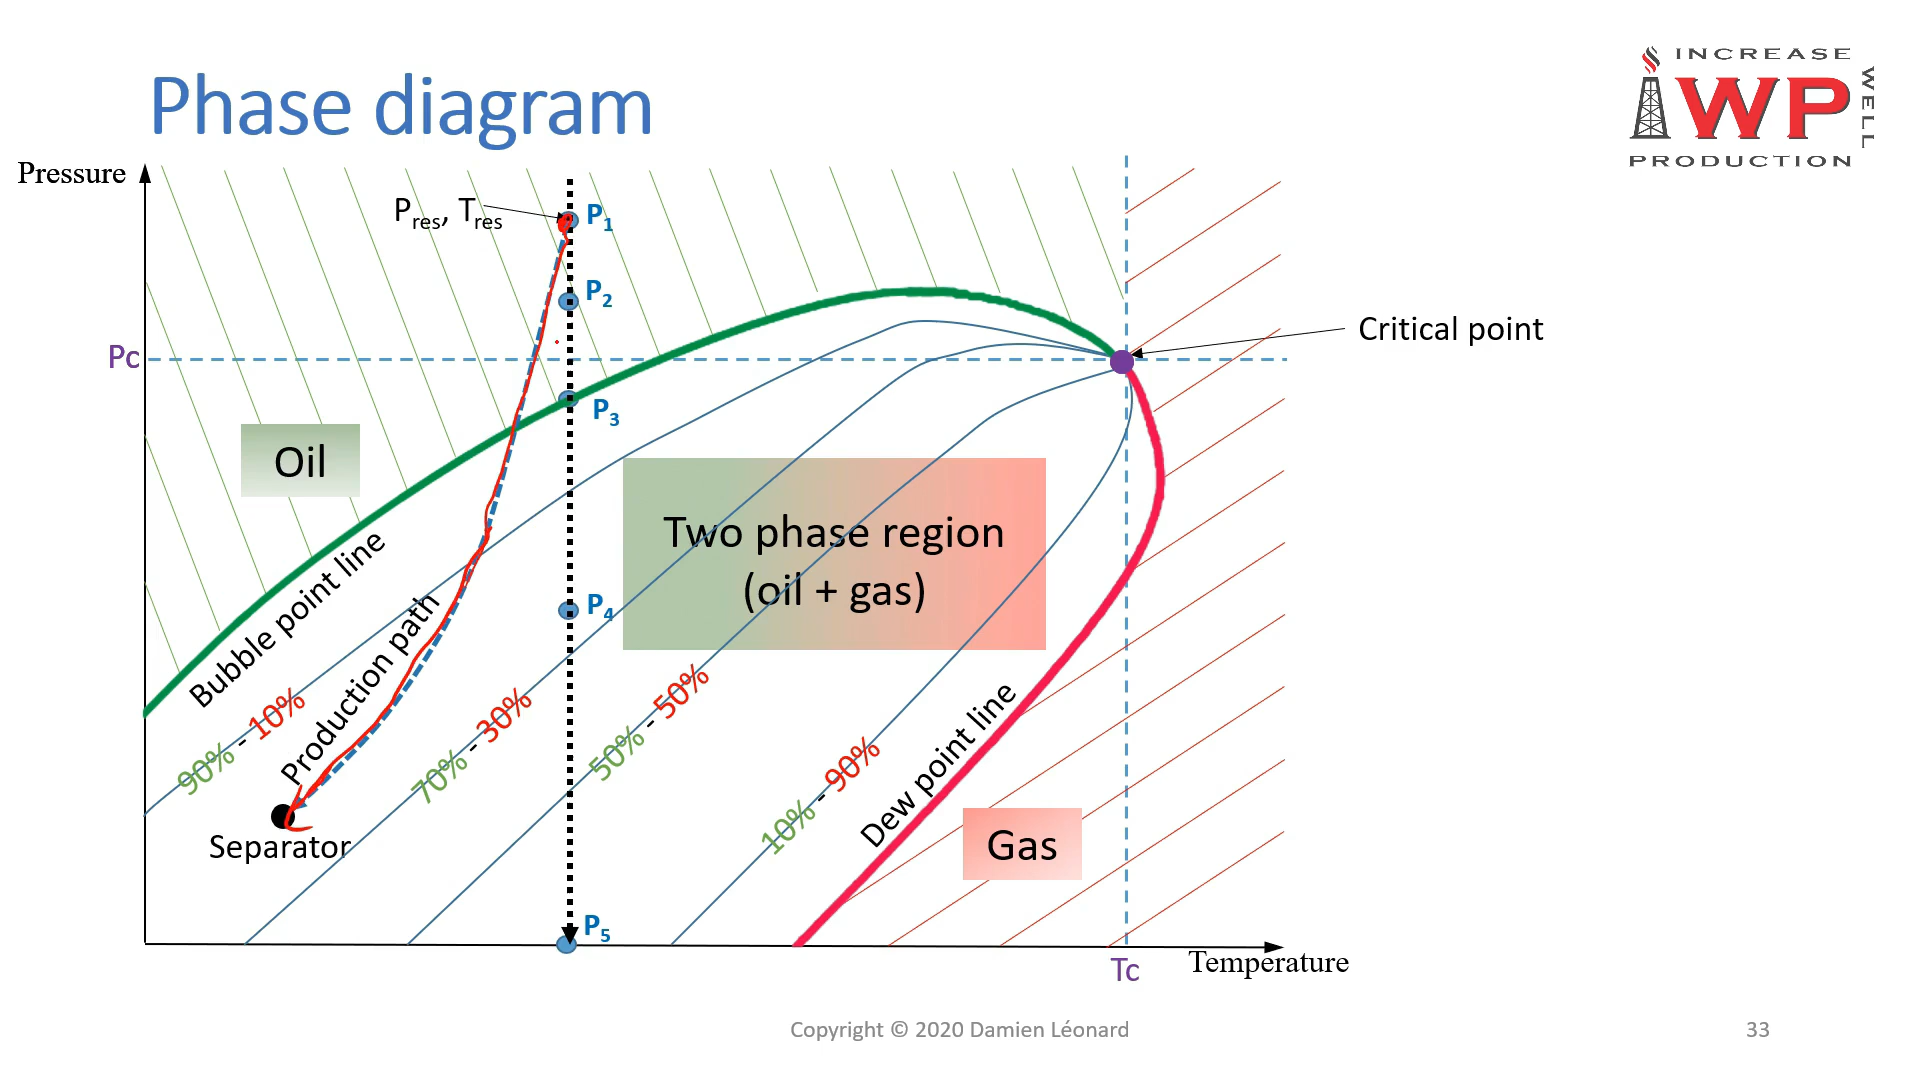 Phase diagram
INCREASE
WELL
WP
PRODUCTION
Pressure
Pres, Tres
P1
P2
Critical point
Pc
P3
Oil
Two phase region
(oil + gas)
P4
Bubble point line
Production path
90% - 10%
70% - 30%
50% - 50%
10% - 90%
Dew point line
Separator
Gas
P5
Tc
Temperature
Copyright © 2020 Damien Léonard
33